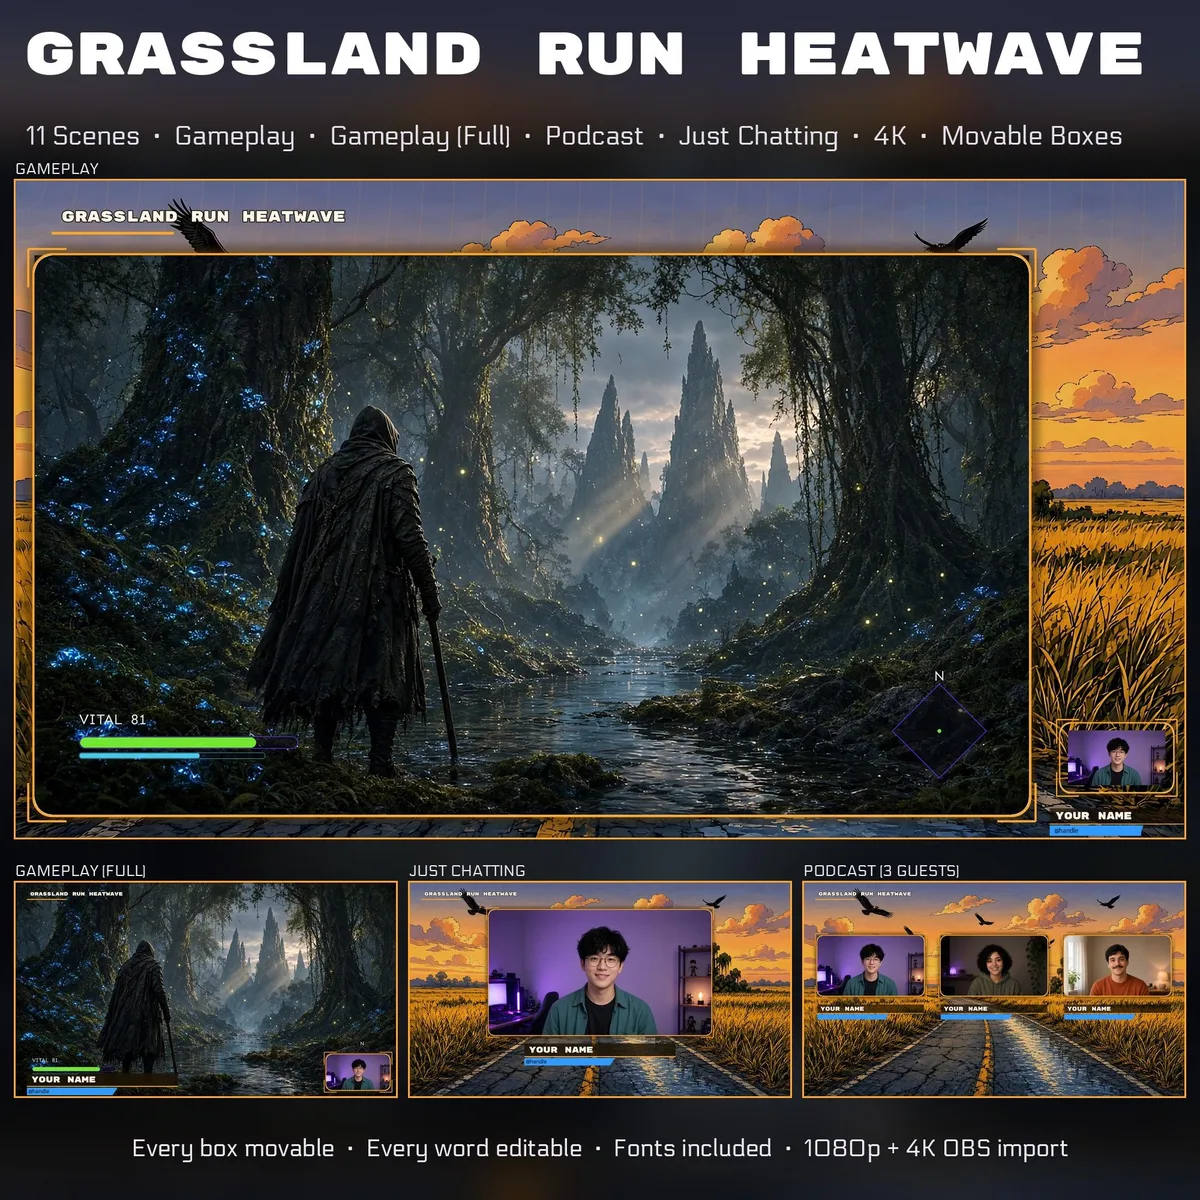 GRASSLAND RUN HEATWAVE
11 Scenes · Gameplay · Gameplay (Full) · Podcast · Just Chatting · 4K · Movable Boxes
GAMEPLAY
GRASSLAND RUN HEATWAVE
N
VITAL 81
YOUR NAME
@handle
GAMEPLAY (FULL)
JUST CHATTING
PODCAST (3 GUESTS)
GRASSLAND RUN HEATWAVE
GRASSLAND RUN HEATWAVE
GRASSLAND RUN HEATWAVE
YOUR NAME
YOUR NAME
YOUR NAME
N
YOUR NAME
@handle
VITAL 81
YOUR NAME
@handle
Every box movable · Every word editable · Fonts included · 1080p + 4K OBS import